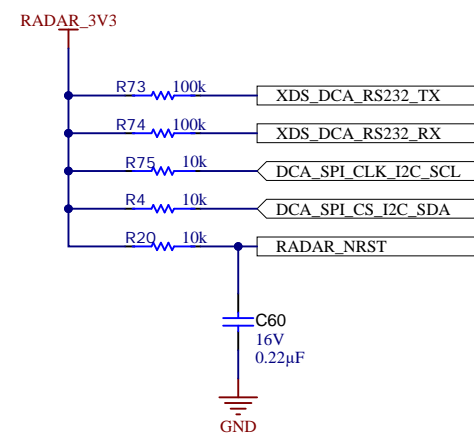 RADAR_3V3
R73 100k XDS_DCA_RS232_TX
R74 100k XDS_DCA_RS232_RX
R75 10k DCA_SPI_CLK_I2C_SCL
R4 10k DCA_SPI_CS_I2C_SDA
R20 10k RADAR_NRST
C60
16V
0.22µF
GND